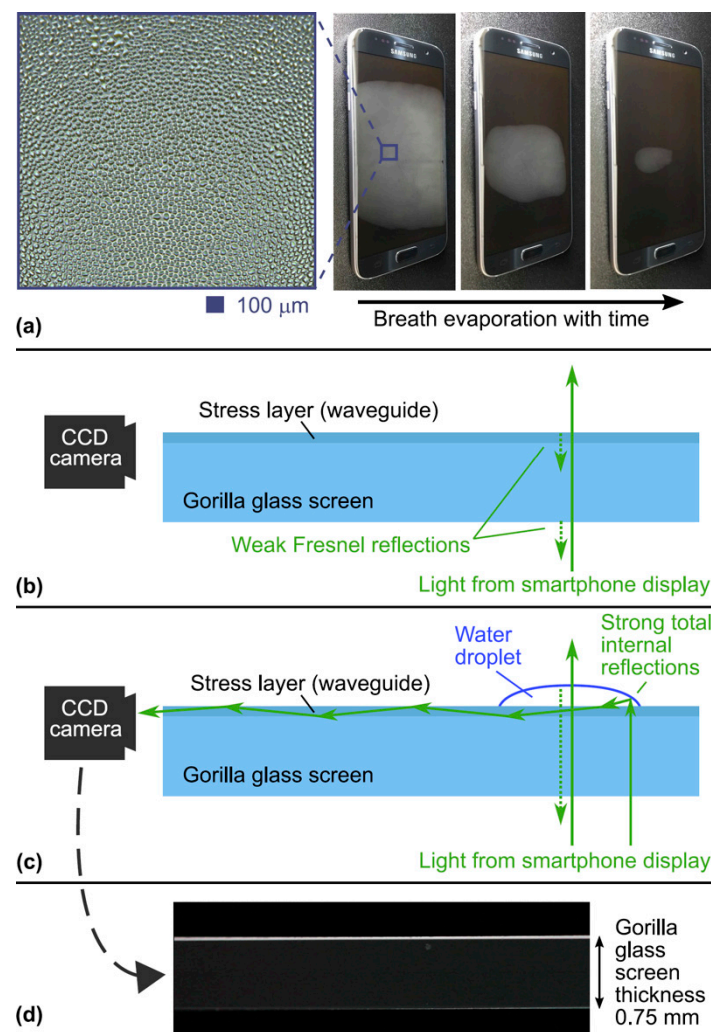 SAMSUNG
SAMSUNG
SAMSUNG
100 μm
(a)
Breath evaporation with time
CCD
camera
Stress layer (waveguide)
Gorilla glass screen
Weak Fresnel reflections
(b)
Light from smartphone display
Water
droplet
Strong total
internal
reflections
CCD
camera
Stress layer (waveguide)
Gorilla glass screen
(c)
Light from smartphone display
(d)
Gorilla
glass
screen
thickness
0.75 mm